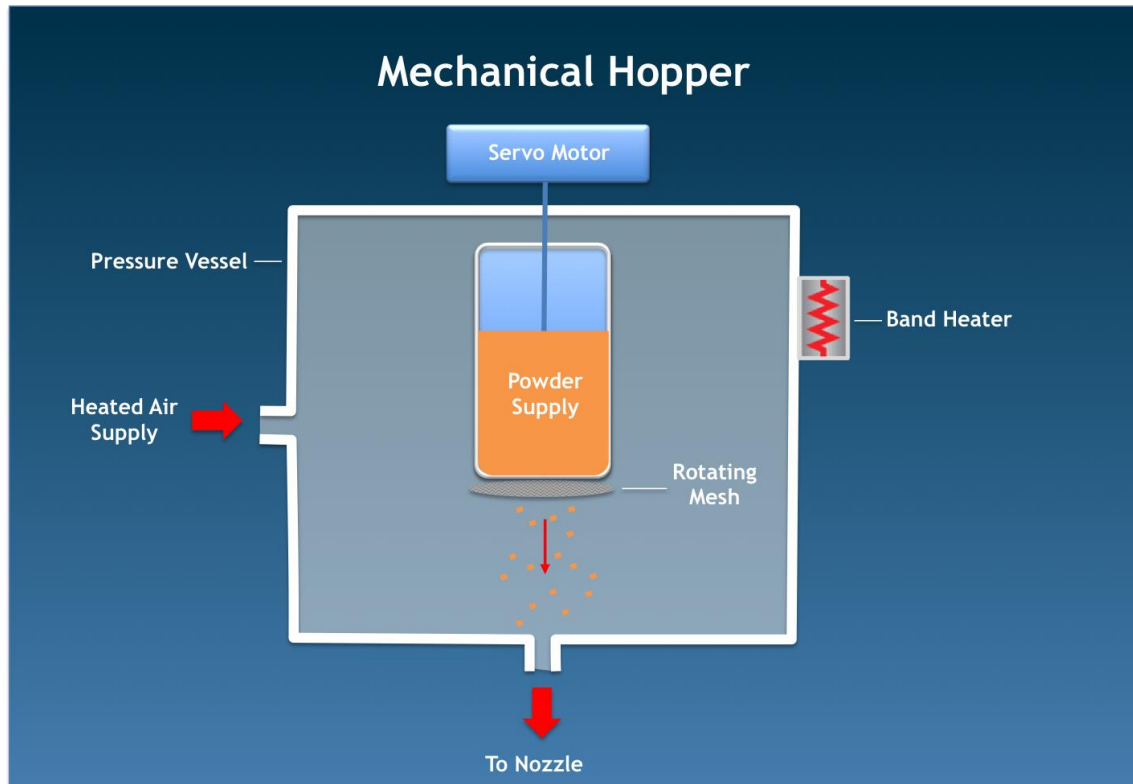 Mechanical Hopper
Servo Motor
Pressure Vessel
Band Heater
Powder
Supply
Heated Air
Supply
Rotating
Mesh
To Nozzle